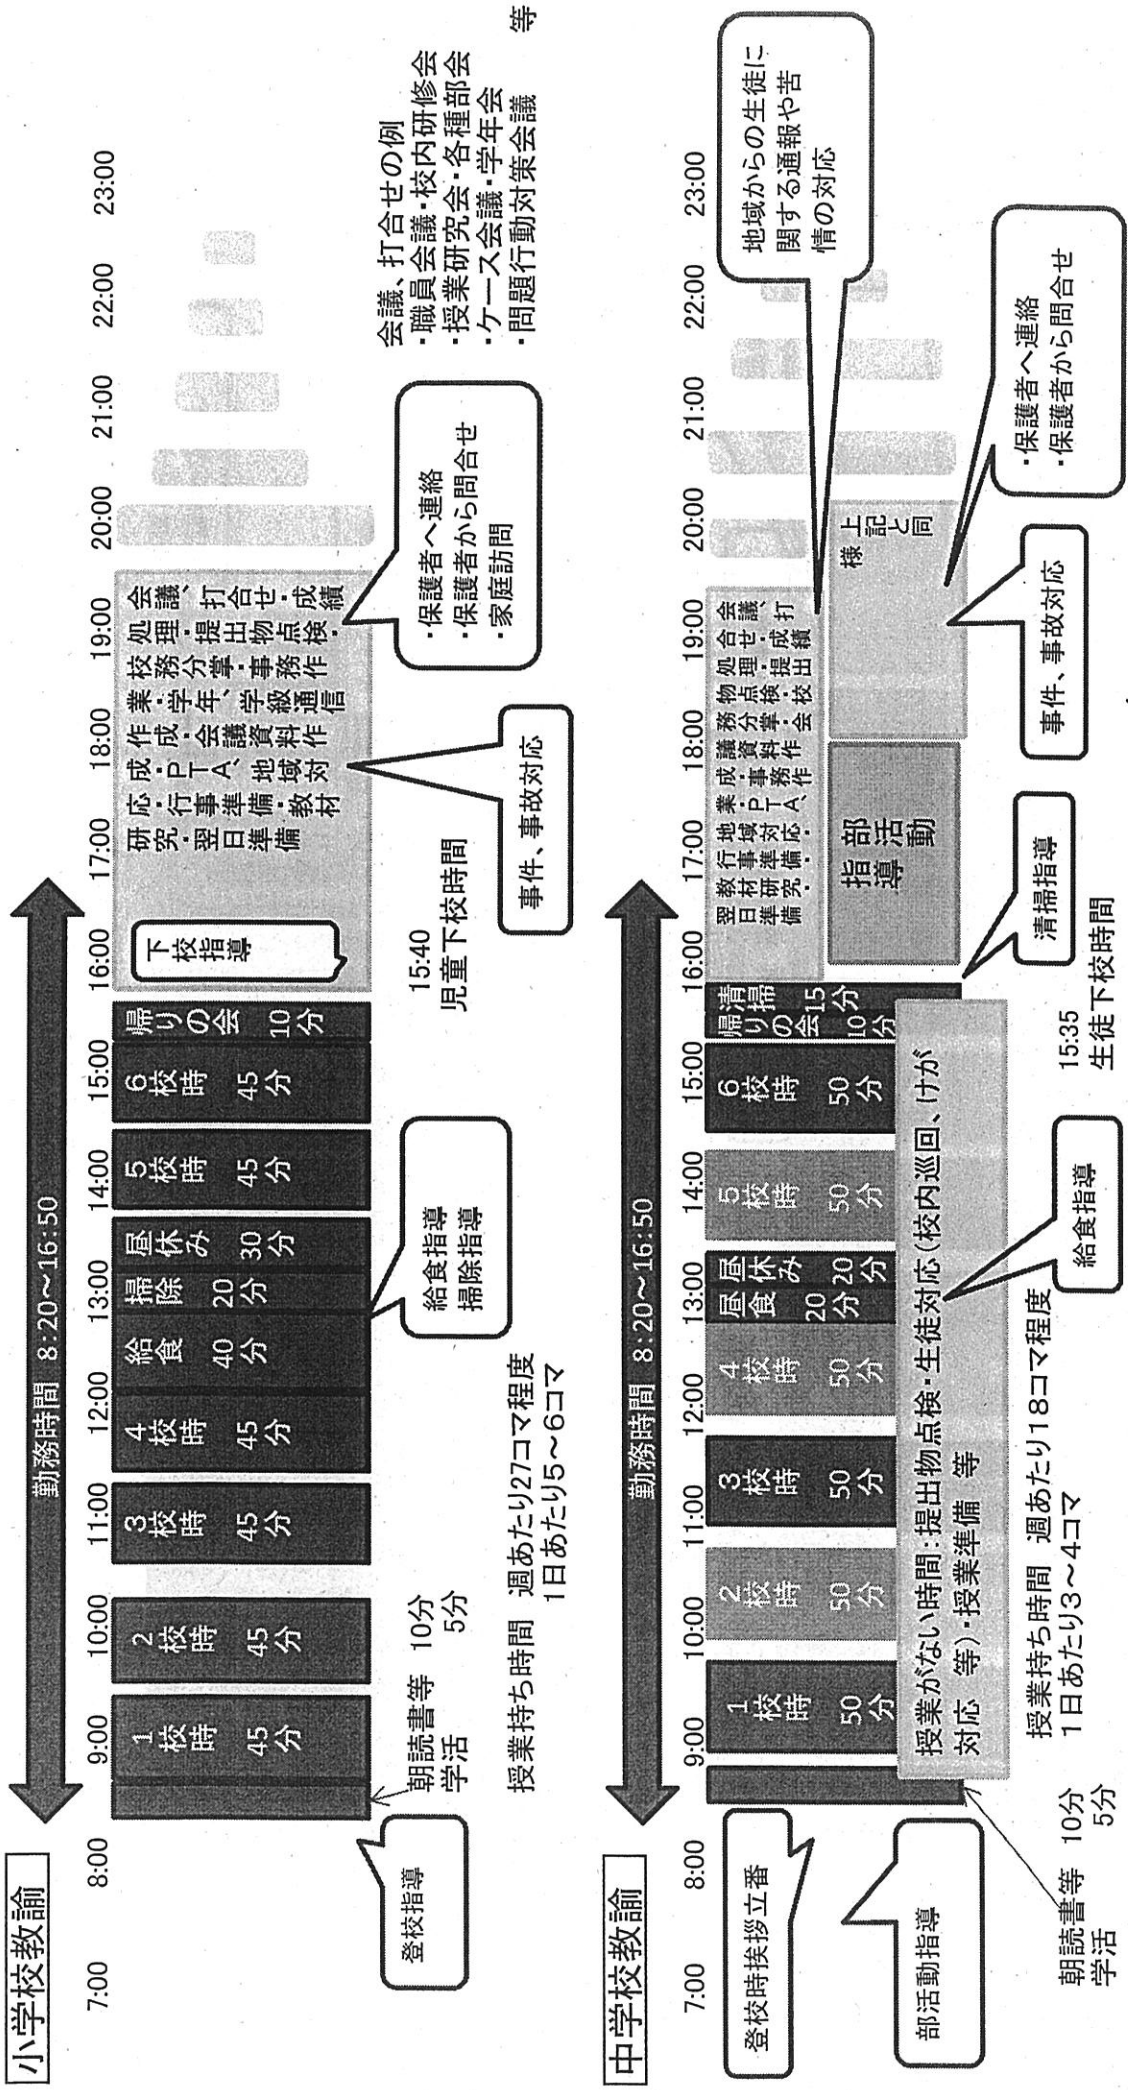 小学校教諭
勤務時間 8:20～16:50
7:00 8:00 9:00 10:00 11:00 12:00 13:00 14:00 15:00 16:00 17:00 18:00 19:00 20:00 21:00 22:00 23:00
1校時 45分
2校時 45分
3校時 45分
4校時 45分
給食 40分
掃除 20分
昼休み 30分
5校時 45分
6校時 45分
帰りの会 10分
下校指導
会議、打合せ・成績
処理・提出物点検・
校務分掌・事務作
業・学年、学級通信
作成・会議資料作
成・PTA、地域対
応・行事準備・教材
研究・翌日準備
登校指導
朝読書等 10分
学活 5分
給食指導
掃除指導
15:40
児童下校時間
事件、事故対応
・保護者へ連絡
・保護者から問合せ
・家庭訪問
会議、打合せの例
・職員会議・校内研修会
・授業研究会・各種部会
・ケース会議・学年会
・問題行動対策会議 等
授業持ち時間 週あたり27コマ程度
1日あたり5～6コマ
中学校教諭
勤務時間 8:20～16:50
7:00 8:00 9:00 10:00 11:00 12:00 13:00 14:00 15:00 16:00 17:00 18:00 19:00 20:00 21:00 22:00 23:00
登校時挨拶立番
部活動指導
1校時 50分
2校時 50分
3校時 50分
4校時 50分
昼食 20分
昼休み 20分
5校時 50分
6校時 50分
帰りの会 10分
清掃 15分
会議、打
合せ・成績
処理・提出
物点検・校
務分掌・会
議資料作
成・事務作
業・PTA、
地域対応・
行事準備・
教材研究・
翌日準備
部活動
指導
上記と同
様
地域からの生徒に
関する通報や苦
情の対応
・保護者へ連絡
・保護者から問合せ
事件、事故対応
清掃指導
15:35
生徒下校時間
授業がない時間：提出物点検・生徒対応（校内巡回、けが
対応 等）・授業準備 等
給食指導
朝読書等 10分
学活 5分
授業持ち時間 週あたり18コマ程度
1日あたり3～4コマ